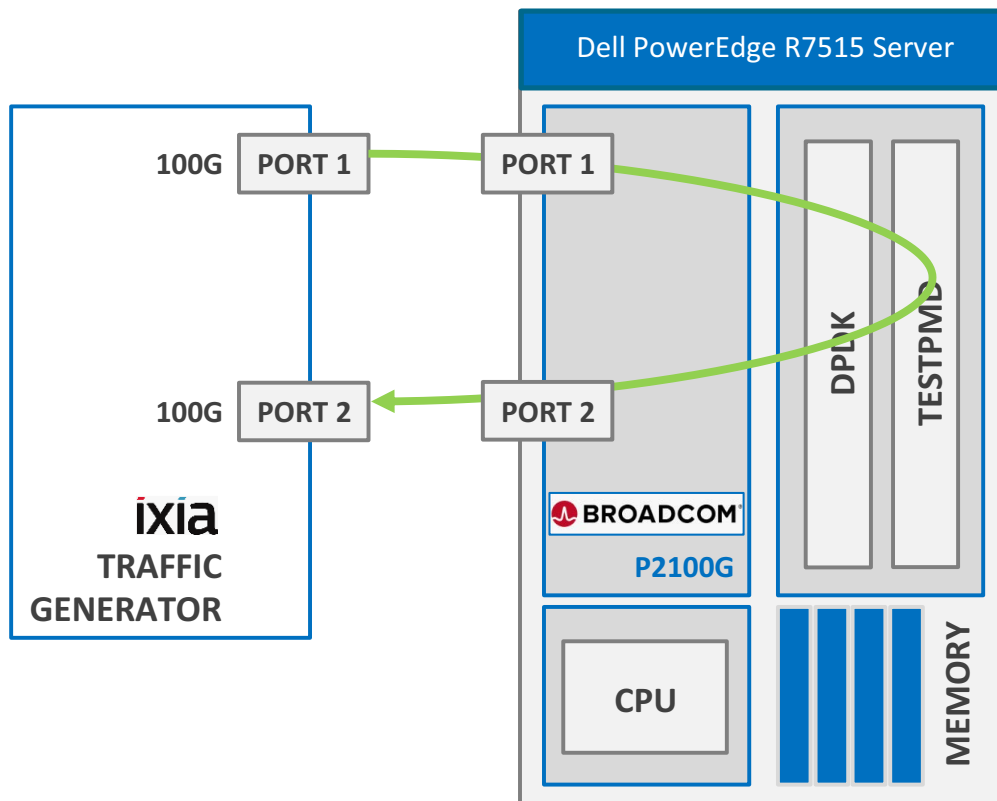 Dell PowerEdge R7515 Server
100G
PORT 1
PORT 1
100G
PORT 2
PORT 2
DPDK
TESTPMD
ixia
TRAFFIC
GENERATOR
BROADCOM®
P2100G
CPU
MEMORY